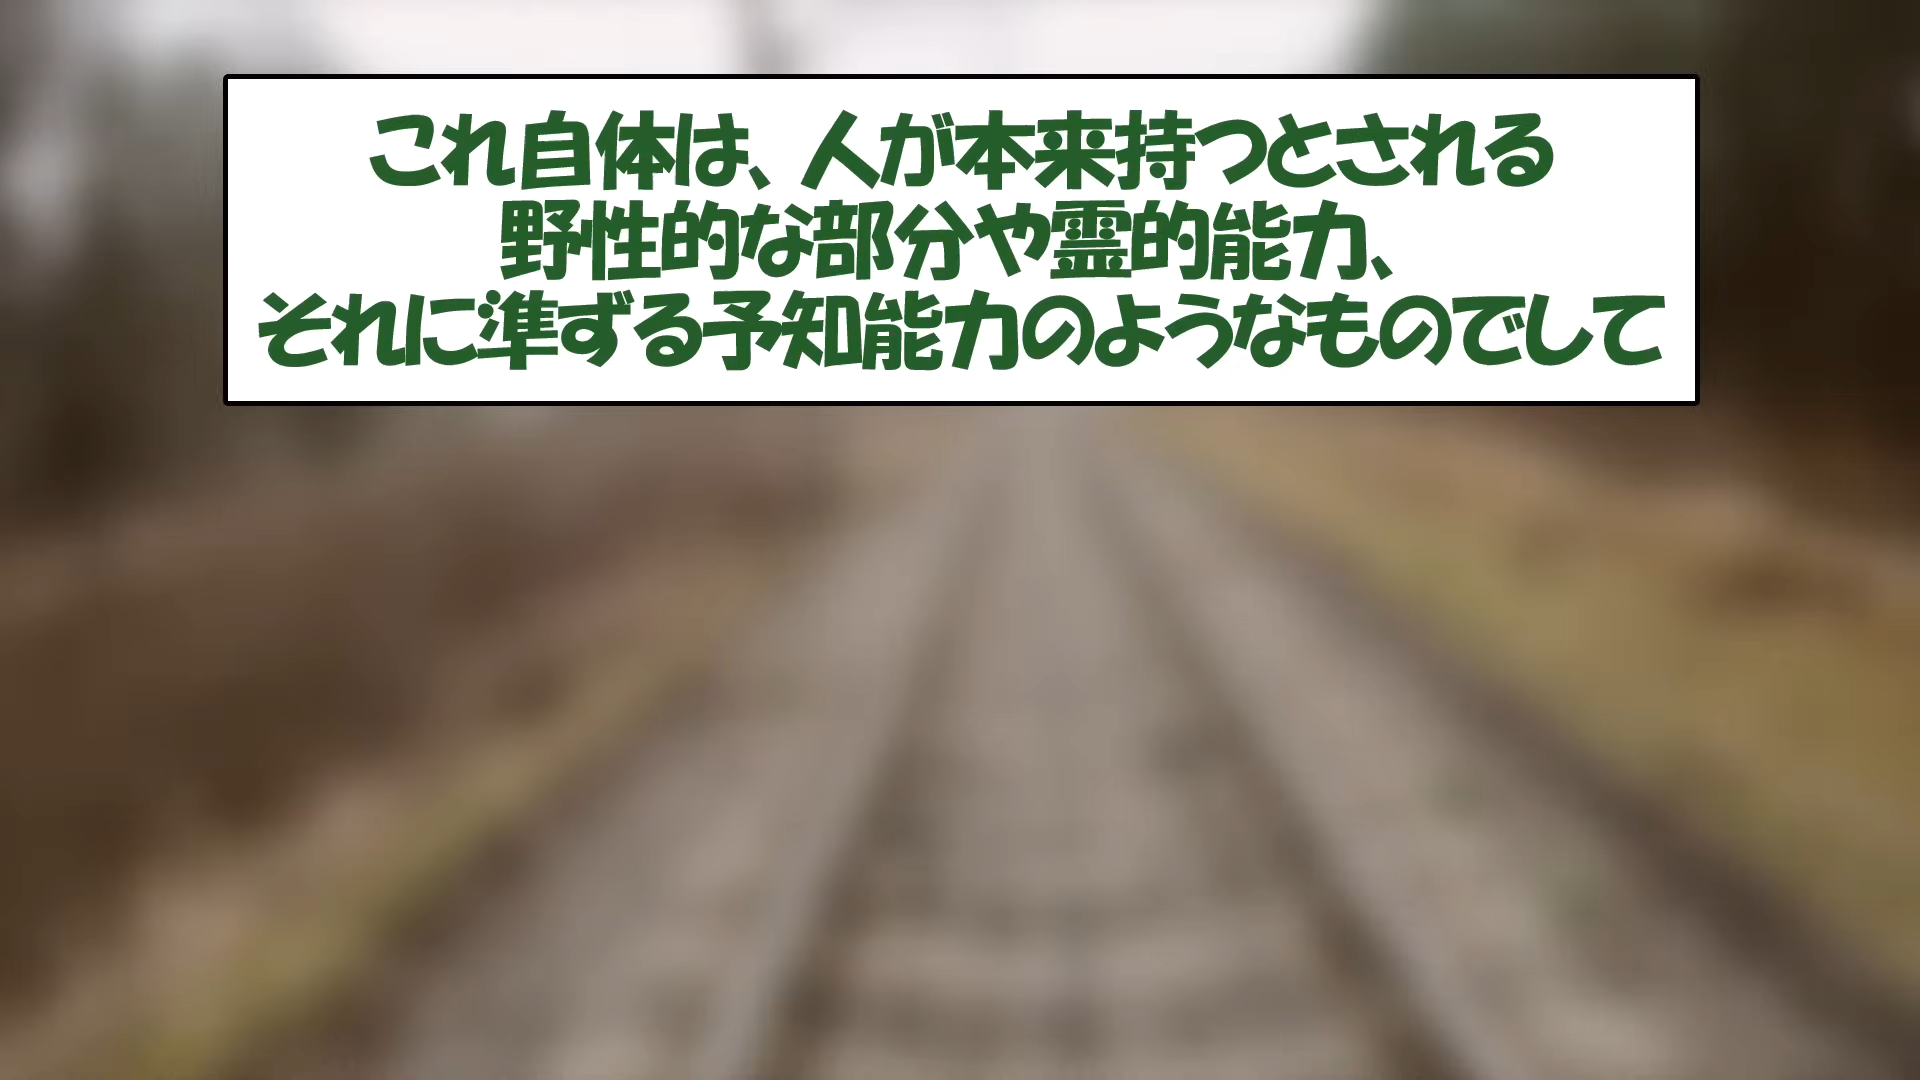 これ自体は、人が本来持つとされる
野性的な部分や霊的能力、
それに準ずる予知能力のようなものでして